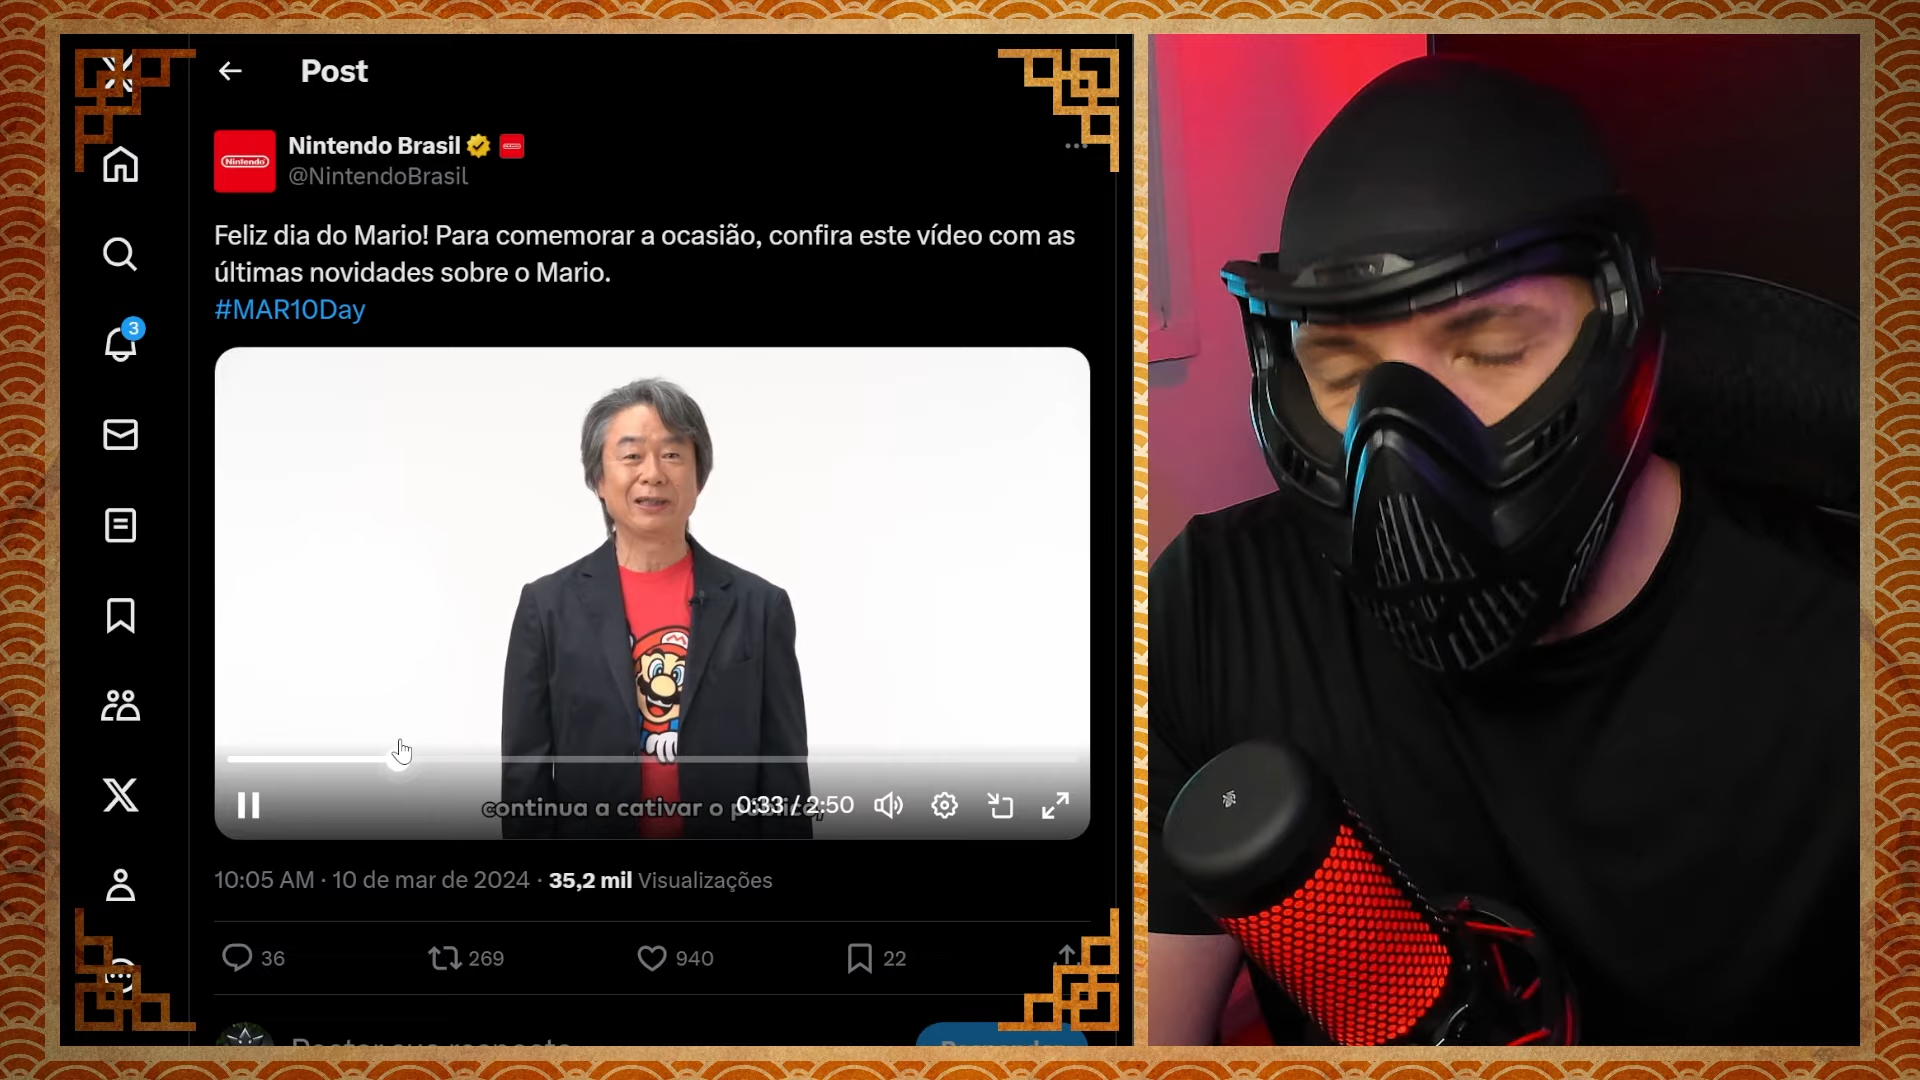 Post
Nintendo
Nintendo Brasil
@NintendoBrasil
Feliz dia do Mario! Para comemorar a ocasião, confira este vídeo com as
últimas novidades sobre o Mario.
#MAR10Day
3
M
continua a cativar o
0:33 / 2:50
10:05 AM · 10 de mar de 2024 · 35,2 mil Visualizações
36
269
940
22